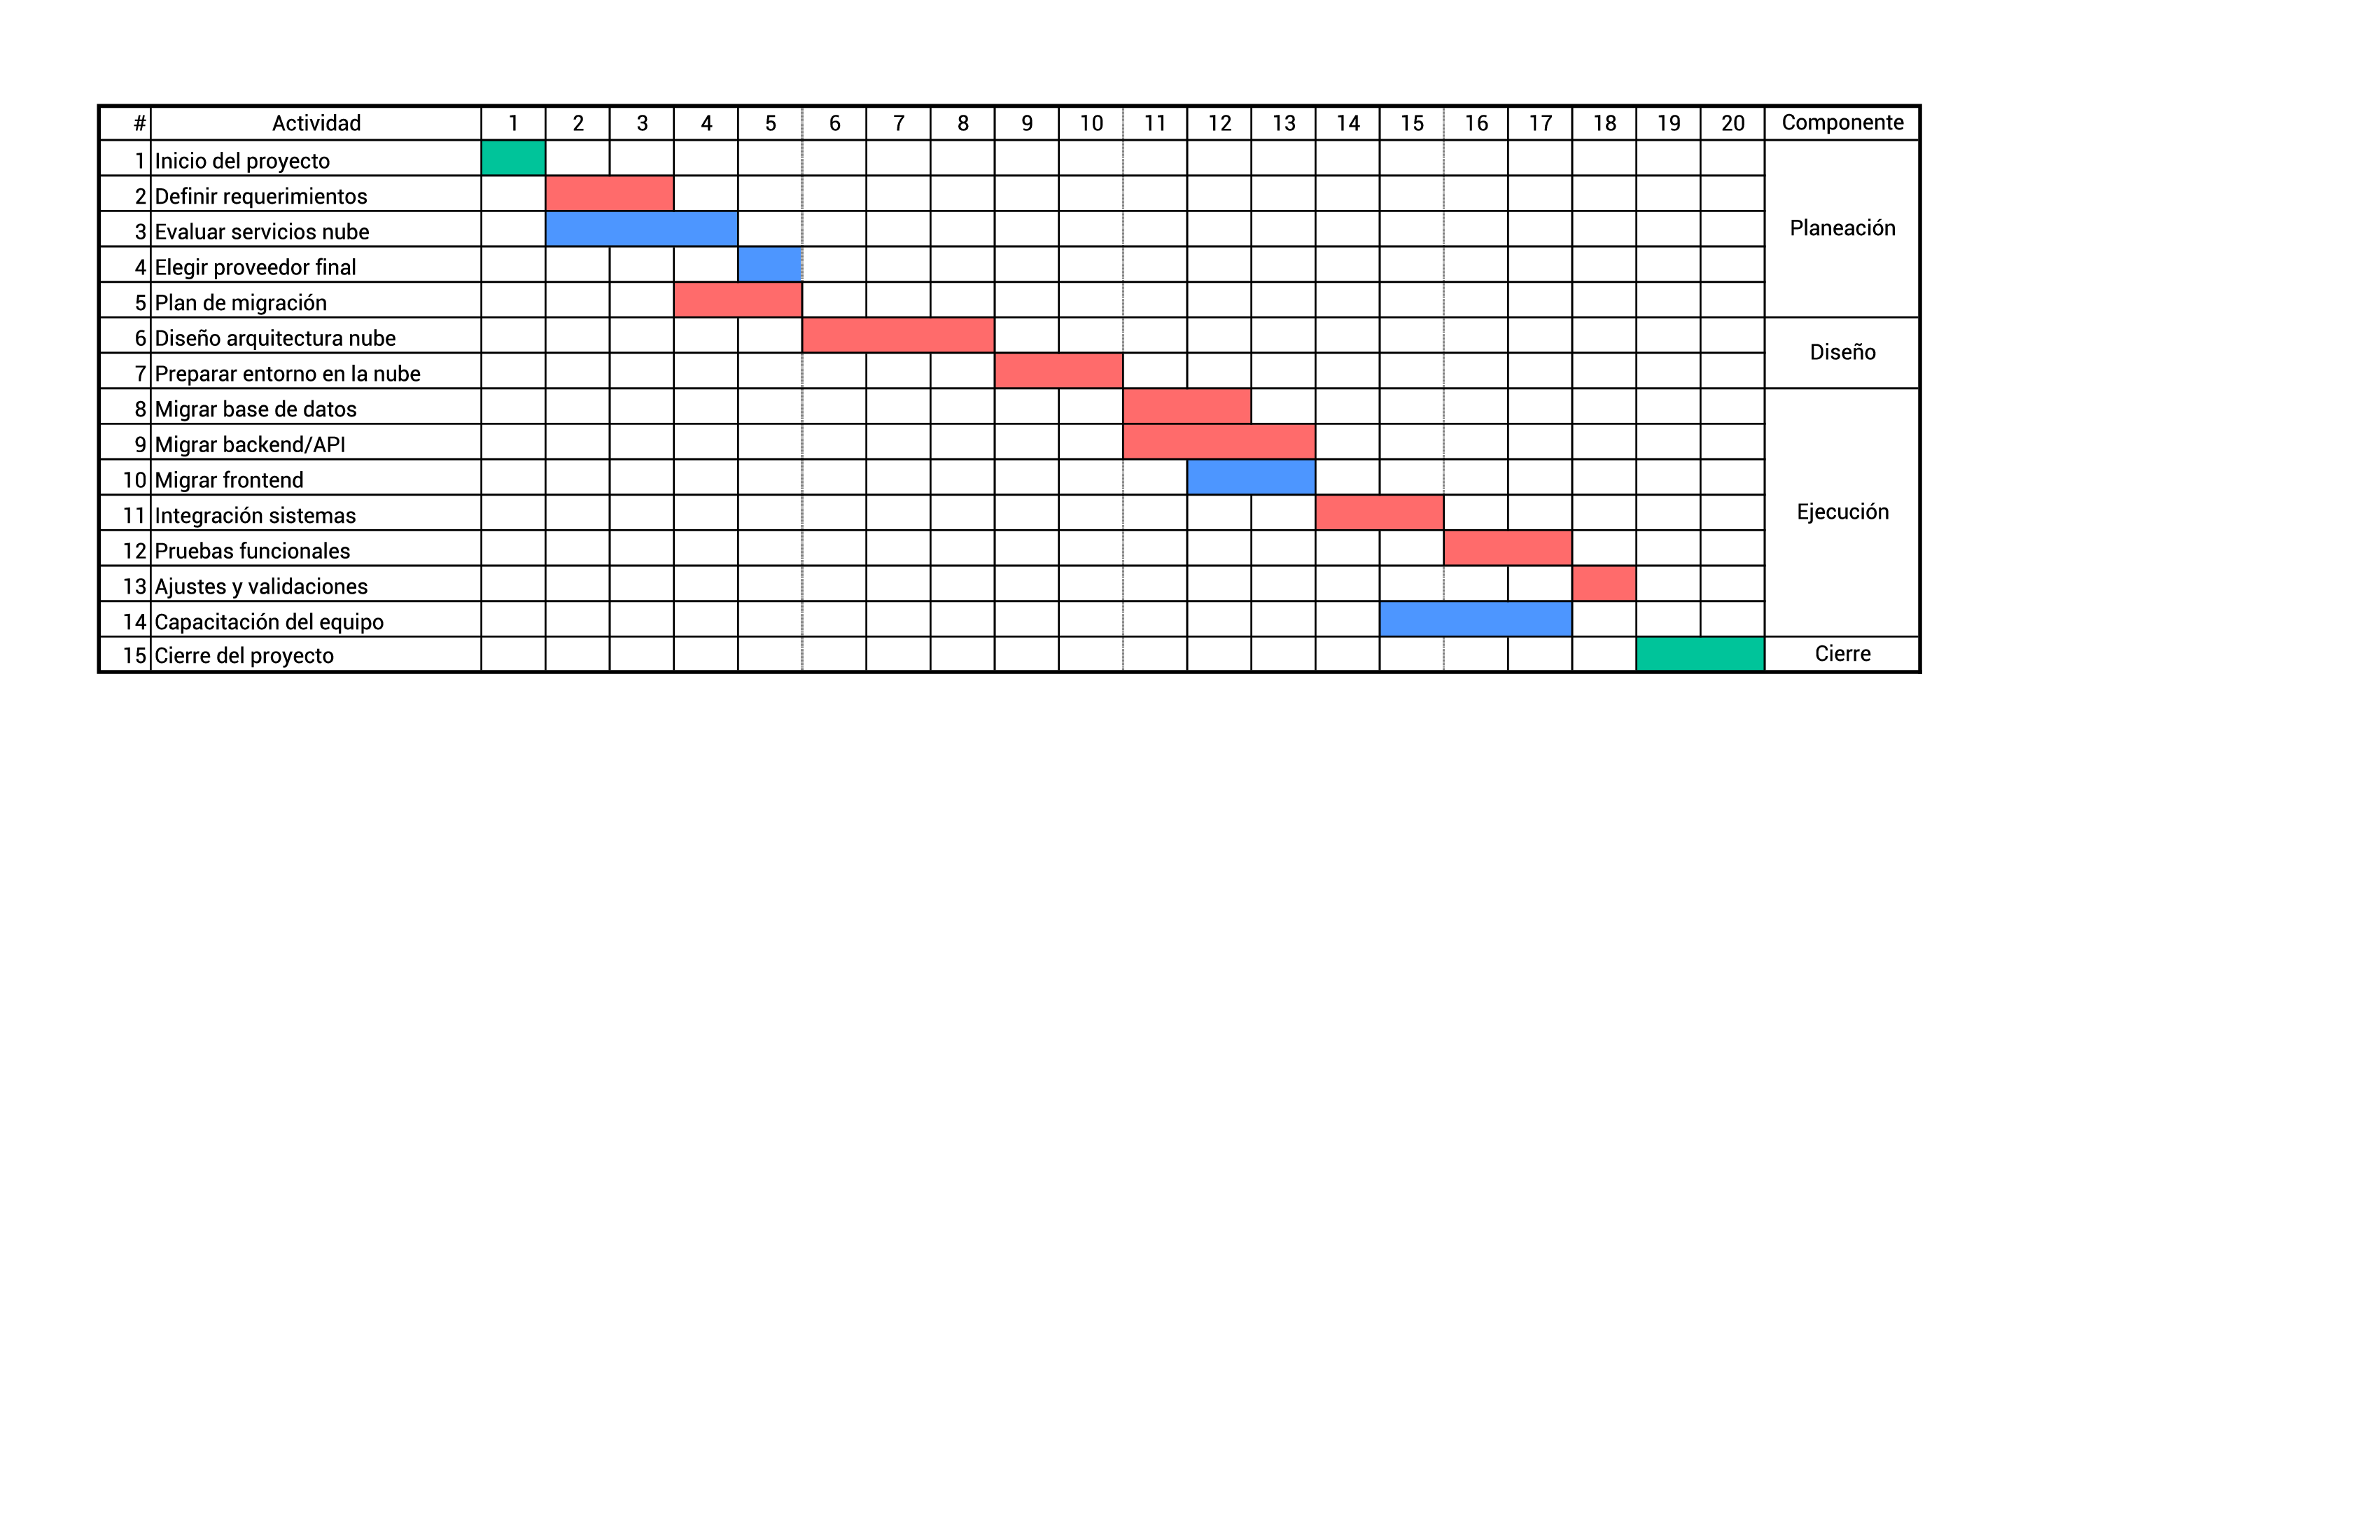 # Actividad 1 2 3 4 5 6 7 8 9 10 11 12 13 14 15 16 17 18 19 20 Componente
1 Inicio del proyecto
2 Definir requerimientos
3 Evaluar servicios nube
Planeación
4 Elegir proveedor final
5 Plan de migración
6 Diseño arquitectura nube
Diseño
7 Preparar entorno en la nube
8 Migrar base de datos
9 Migrar backend/API
10 Migrar frontend
11 Integración sistemas
Ejecución
12 Pruebas funcionales
13 Ajustes y validaciones
14 Capacitación del equipo
15 Cierre del proyecto Cierre